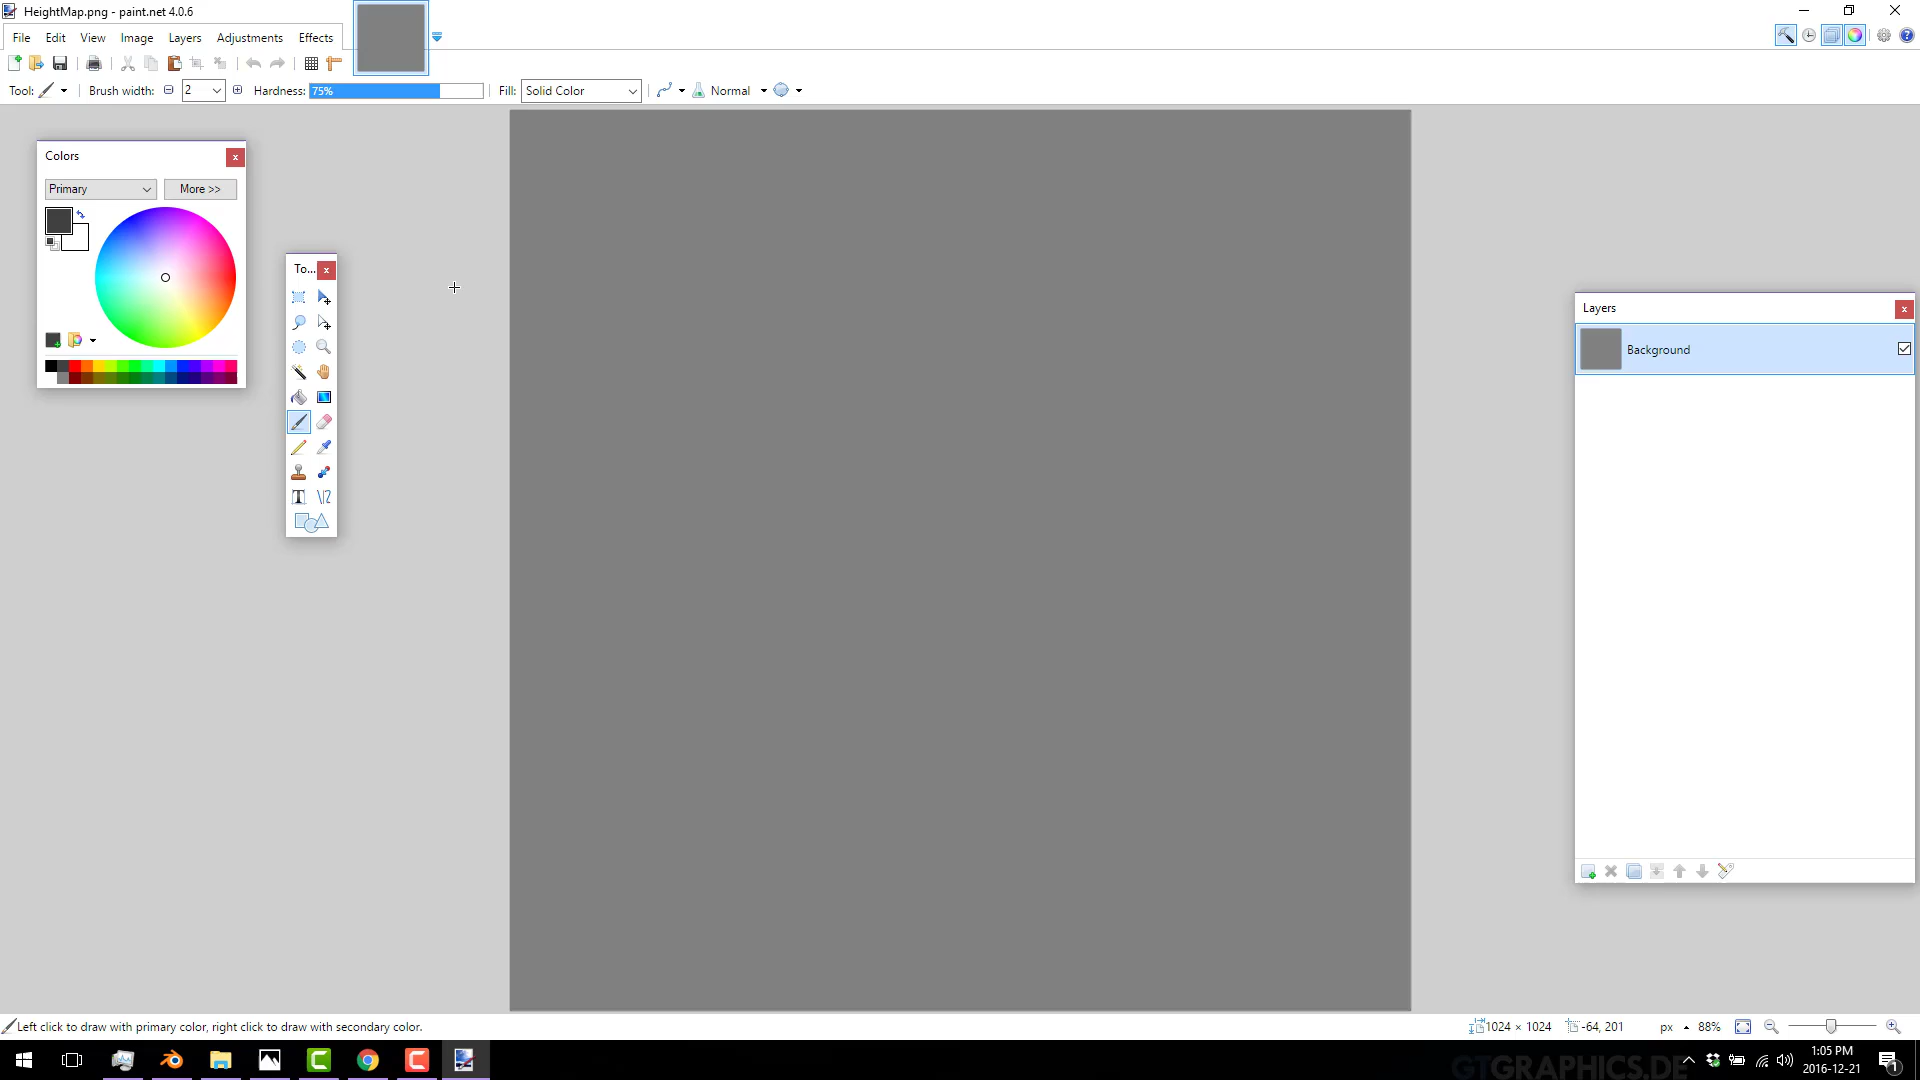 HeightMap.png - paint.net 4.0.6
File Edit View Image Layers Adjustments Effects
Tool: Brush width: 2 Hardness: 75% Fill: Solid Color Normal
Colors
Primary More >>
To...
Layers
Background
Left click to draw with primary color, right click to draw with secondary color.
1024 × 1024 -64, 201 px 88%
GTGRAPHICS.DE
1:05 PM
2016-12-21
1